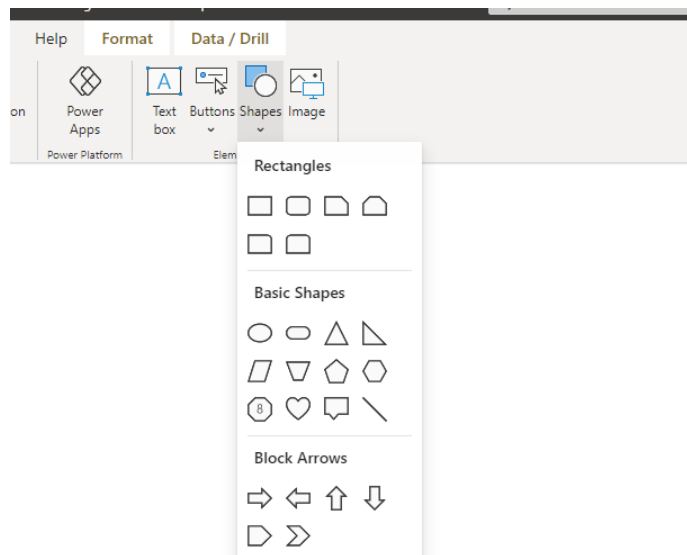 Help Format Data / Drill
on Power Apps Text box Buttons Shapes Image
Power Platform Elem
Rectangles
Basic Shapes
8
Block Arrows